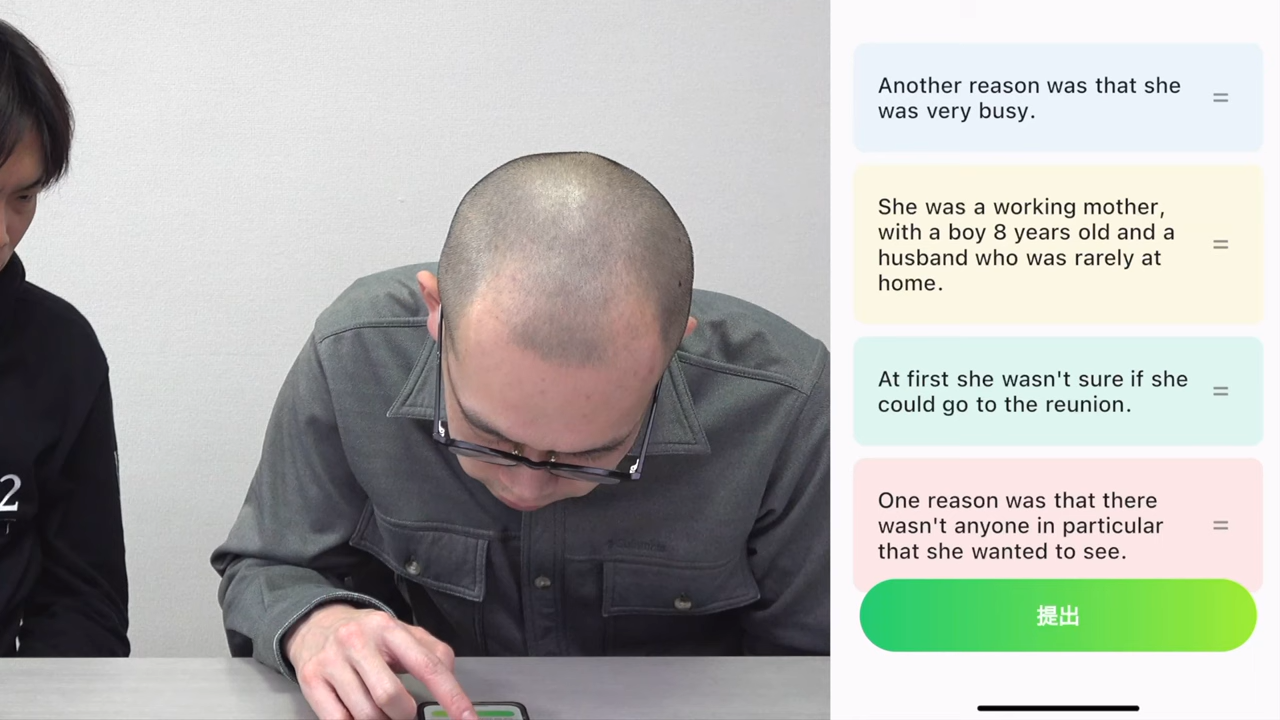 2
Another reason was that she
was very busy.
She was a working mother,
with a boy 8 years old and a
husband who was rarely at
home.
At first she wasn't sure if she
could go to the reunion.
One reason was that there
wasn't anyone in particular
that she wanted to see.
提出